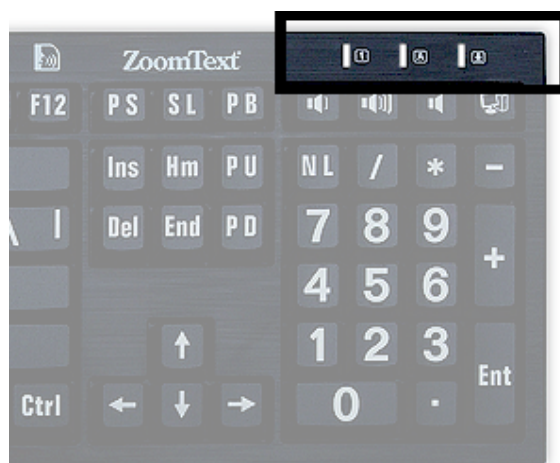 ZoomText 1 A
F12 PS SL PB
Ins Hm PU NL / * -
Del End PD 7 8 9 +
4 5 6
1 2 3 Ent
Ctrl ← ↓ → ↑ 0 .